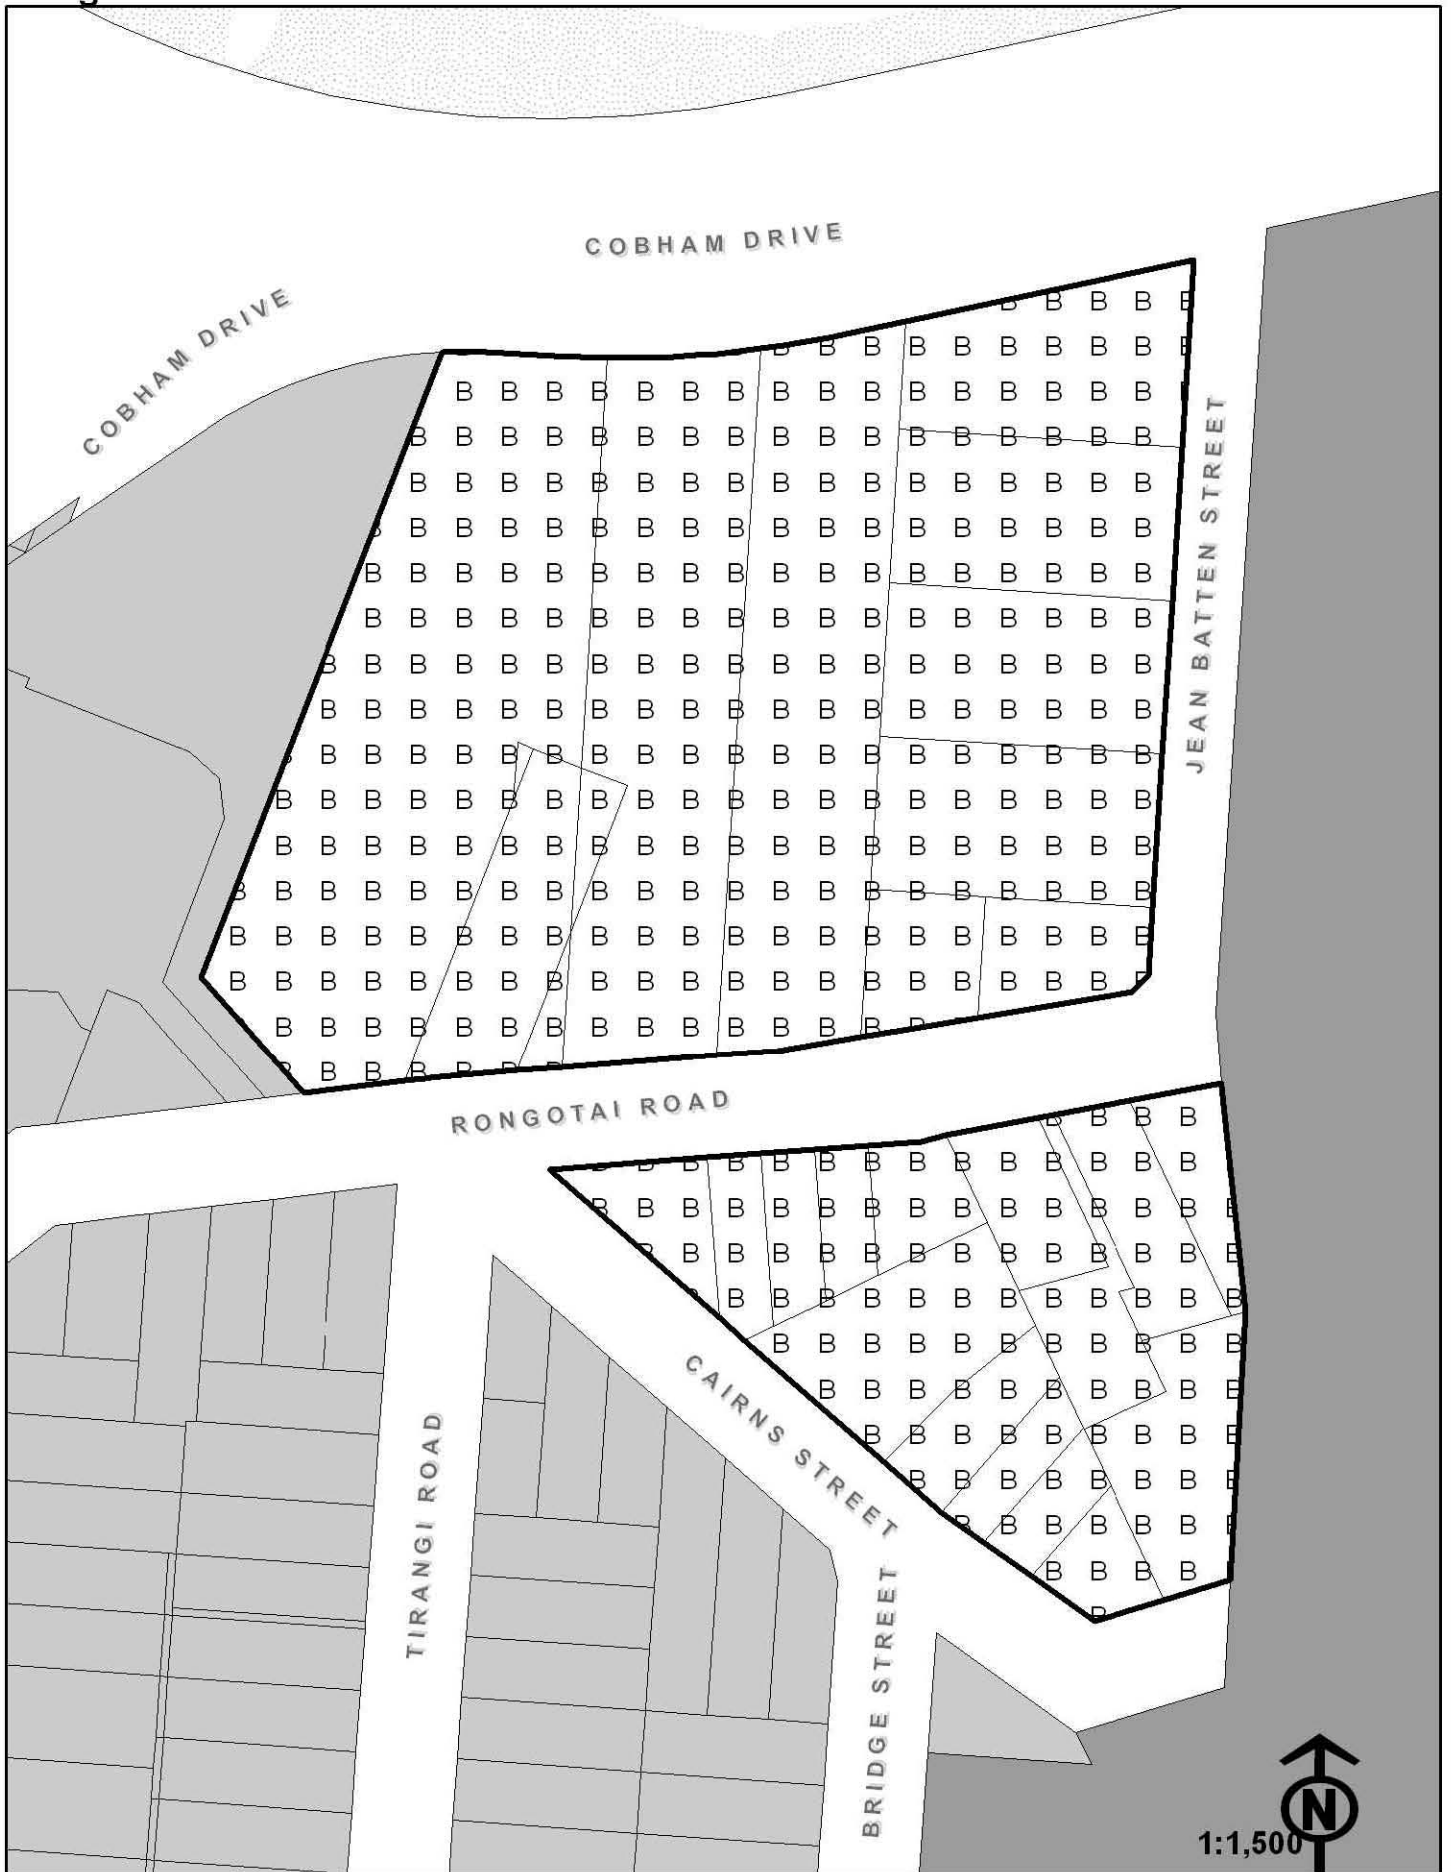 COBHAM DRIVE
COBHAM DRIVE
JEAN BATTEN STREET
RONGOTAI ROAD
CAIRNS STREET
TIRANGI ROAD
BRIDGE STREET
N
1:1,500